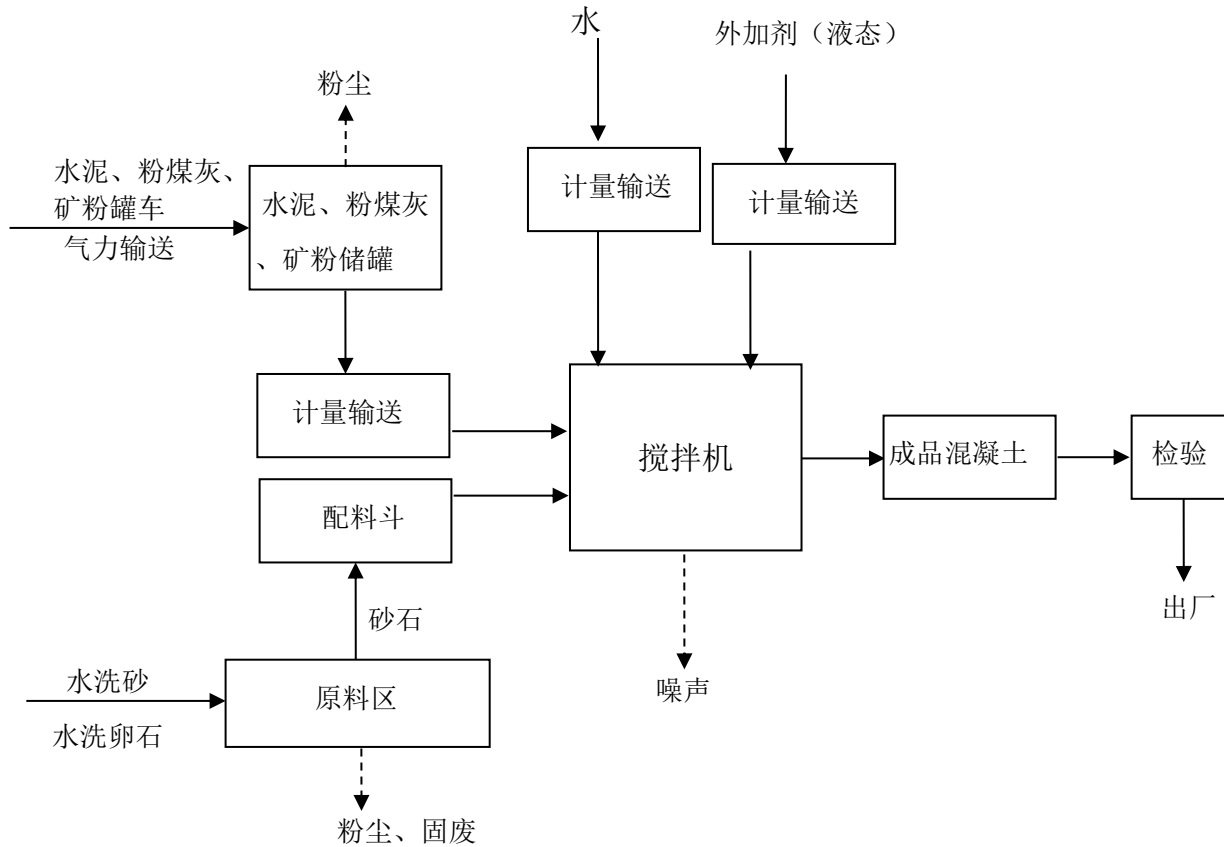 水
外加剂（液态）
粉尘
水泥、粉煤灰、
矿粉罐车
气力输送
水泥、粉煤灰
、矿粉储罐
计量输送
计量输送
计量输送
搅拌机
成品混凝土
检验
配料斗
出厂
砂石
水洗砂
水洗卵石
原料区
噪声
粉尘、固废